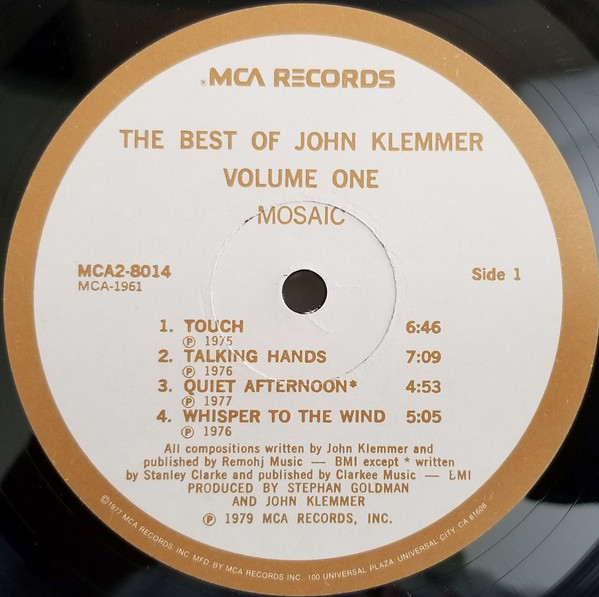 ® MCA RECORDS
THE BEST OF JOHN KLEMMER
VOLUME ONE
MOSAIC
MCA2-8014
MCA-1961
Side 1
1. TOUCH 6:46
℗ 1975
2. TALKING HANDS 7:09
℗ 1976
3. QUIET AFTERNOON* 4:53
℗ 1977
4. WHISPER TO THE WIND 5:05
℗ 1976
All compositions written by John Klemmer and
published by Remohj Music — BMI except * written
by Stanley Clarke and published by Clarkee Music — BMI
PRODUCED BY STEPHAN GOLDMAN
AND JOHN KLEMMER
℗ 1979 MCA RECORDS, INC.
©1977 MCA RECORDS INC. MFD. BY MCA RECORDS INC., 100 UNIVERSAL PLAZA, UNIVERSAL CITY, CA 91608